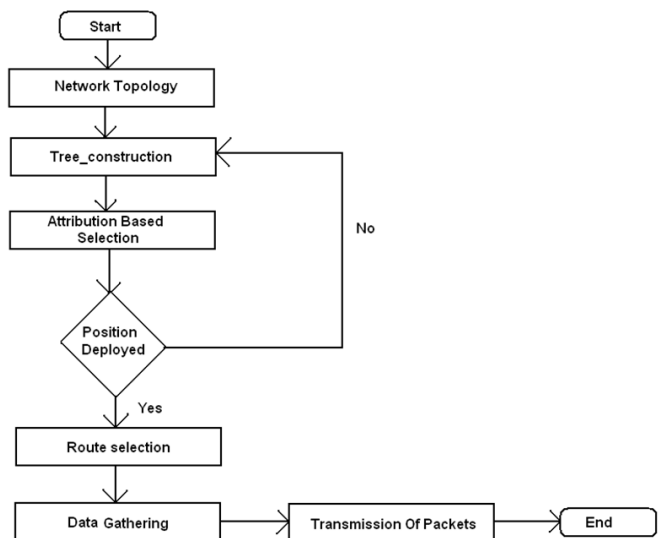 Start
Network Topology
Tree_construction
Attribution Based
Selection
No
Position
Deployed
Yes
Route selection
Data Gathering
Transmission Of Packets
End